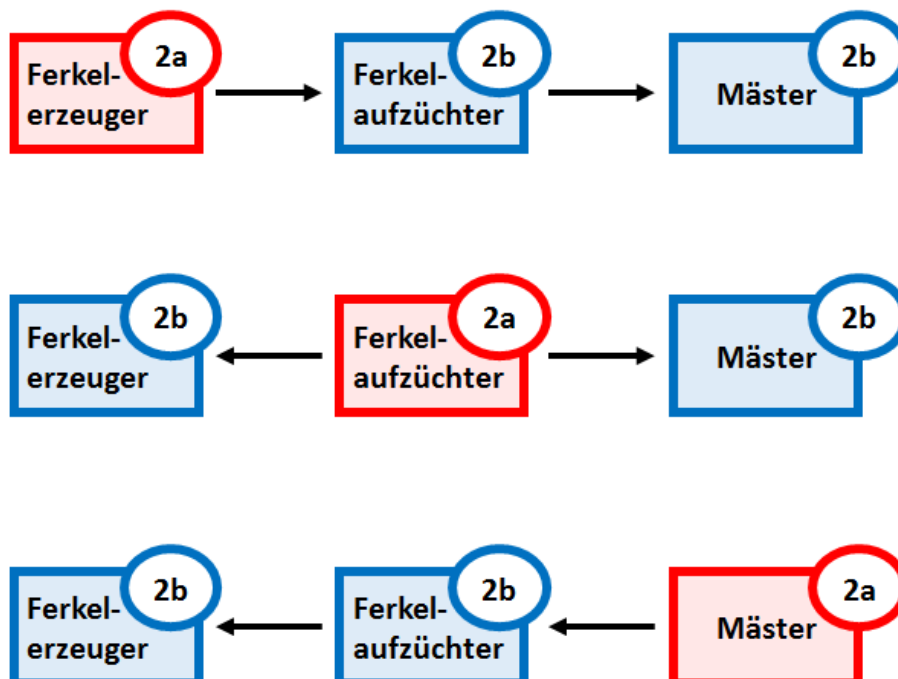 2a
Ferkel-
erzeuger
2b
Ferkel-
aufzüchter
2b
Mäster
2b
Ferkel-
erzeuger
2a
Ferkel-
aufzüchter
2b
Mäster
2b
Ferkel-
erzeuger
2b
Ferkel-
aufzüchter
2a
Mäster